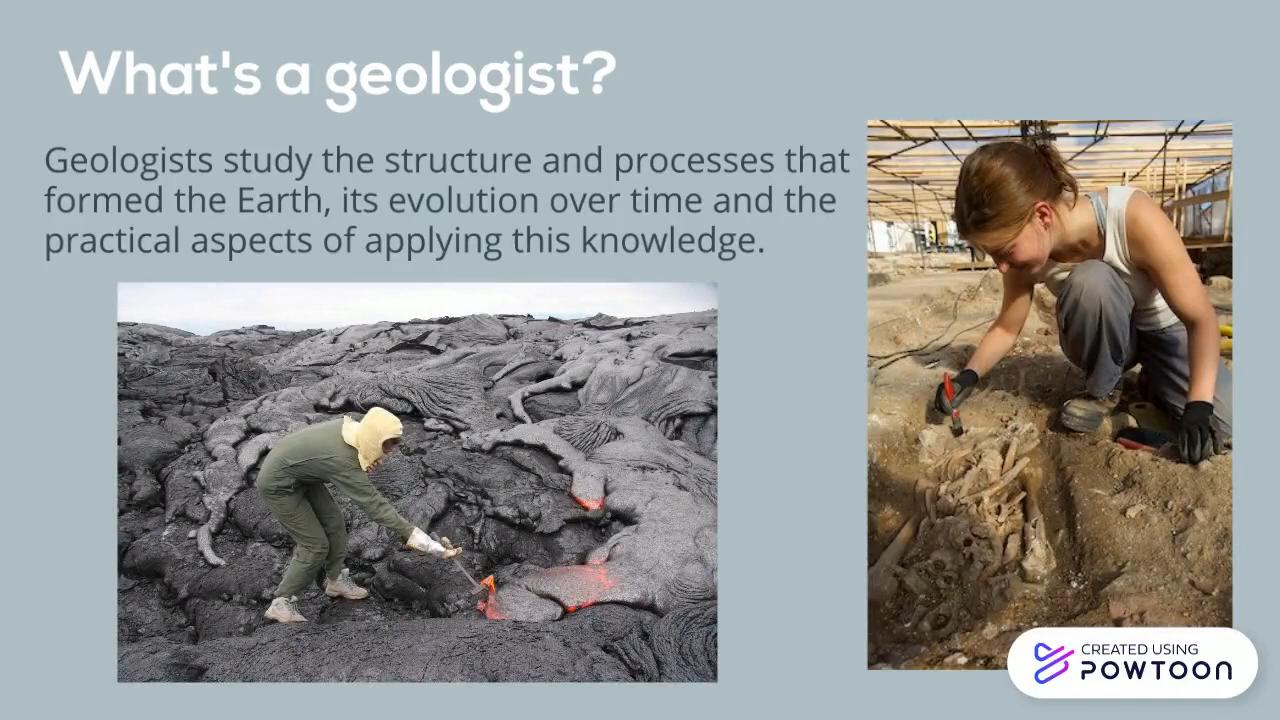 What's a geologist?
Geologists study the structure and processes that
formed the Earth, its evolution over time and the
practical aspects of applying this knowledge.
CREATED USING
POWTOON